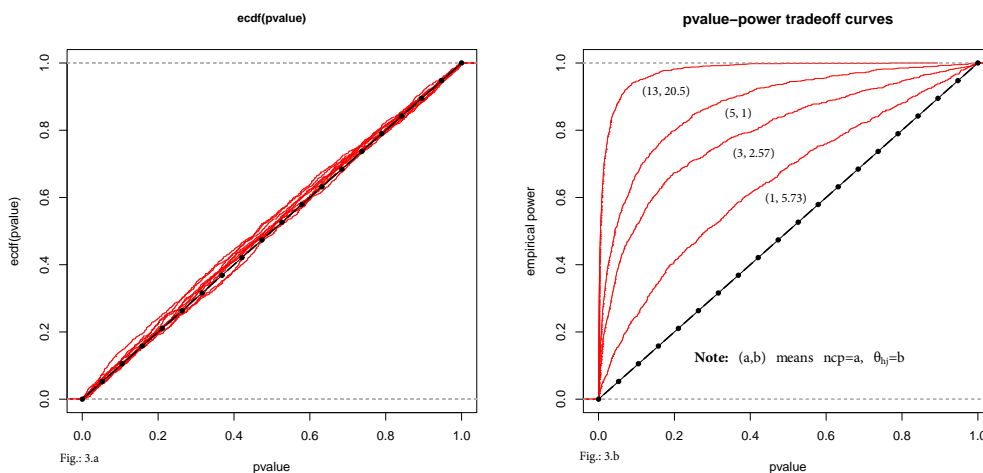 ecdf(pvalue)
ecdf(pvalue)
1.0
0.8
0.6
0.4
0.2
0.0
0.0 0.2 0.4 0.6 0.8 1.0
Fig.: 3.a
pvalue
pvalue−power tradeoff curves
empirical power
1.0
0.8
0.6
0.4
0.2
0.0
(13, 20.5)
(5, 1)
(3, 2.57)
(1, 5.73)
Note: (a,b) means ncp=a, θhj=b
0.0 0.2 0.4 0.6 0.8 1.0
Fig.: 3.b
pvalue